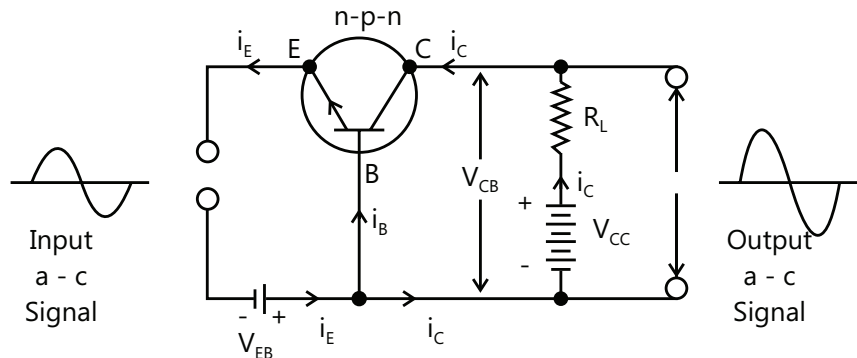 n-p-n
i_E E C i_C
R_L
B V_CB i_C
+
i_B V_CC
-
Input
a - c
Signal
Output
a - c
Signal
- +
V_EB i_E i_C